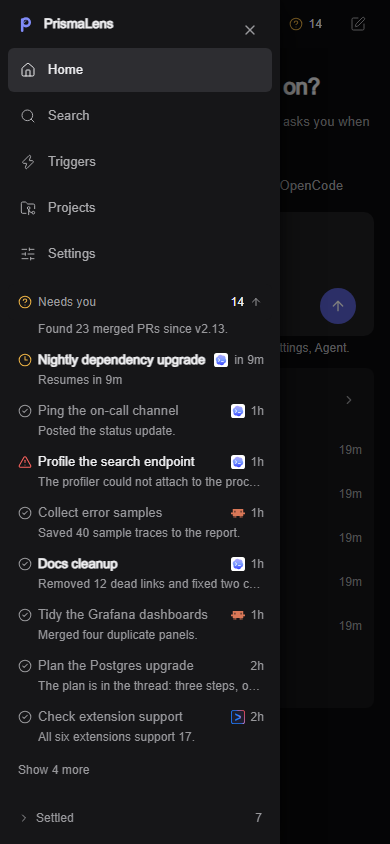 PrismaLens
14
Home
on?
Search
asks you when
Triggers
OpenCode
Projects
Settings
Needs you 14
Found 23 merged PRs since v2.13.
Nightly dependency upgrade in 9m
ttings, Agent.
Resumes in 9m
Ping the on-call channel 1h
Posted the status update.
Profile the search endpoint 1h
19m
The profiler could not attach to the proc…
19m
Collect error samples 1h
Saved 40 sample traces to the report.
19m
Docs cleanup 1h
Removed 12 dead links and fixed two c…
19m
Tidy the Grafana dashboards 1h
19m
Merged four duplicate panels.
Plan the Postgres upgrade 2h
The plan is in the thread: three steps, o…
Check extension support 2h
All six extensions support 17.
Show 4 more
Settled 7